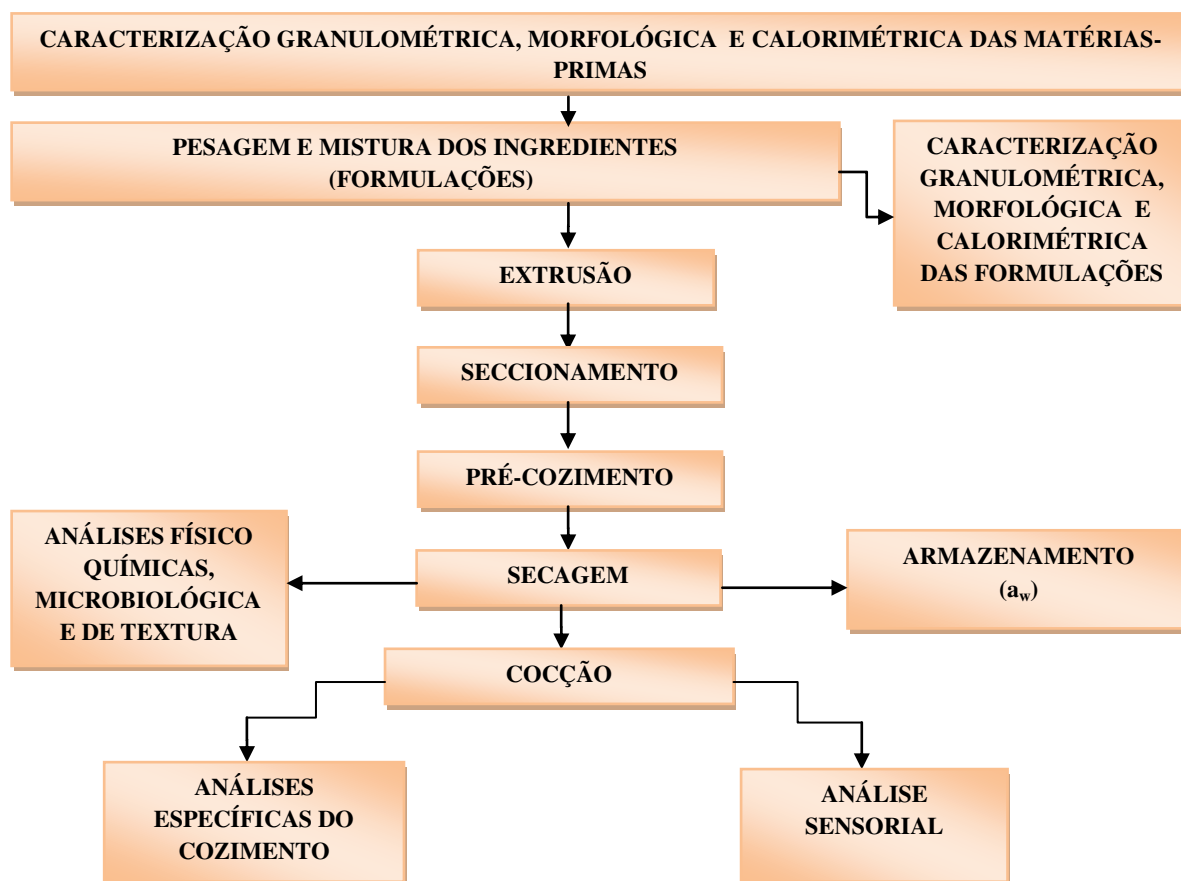 CARACTERIZAÇÃO GRANULOMÉTRICA, MORFOLÓGICA E CALORIMÉTRICA DAS MATÉRIAS-
PRIMAS
PESAGEM E MISTURA DOS INGREDIENTES
(FORMULAÇÕES)
CARACTERIZAÇÃO
GRANULOMÉTRICA,
MORFOLÓGICA E
CALORIMÉTRICA
DAS FORMULAÇÕES
EXTRUSÃO
SECCIONAMENTO
PRÉ-COZIMENTO
ANÁLISES FÍSICO
QUÍMICAS,
MICROBIOLÓGICA
E DE TEXTURA
SECAGEM
ARMAZENAMENTO
(aw)
COCÇÃO
ANÁLISES
ESPECÍFICAS DO
COZIMENTO
ANÁLISE
SENSORIAL